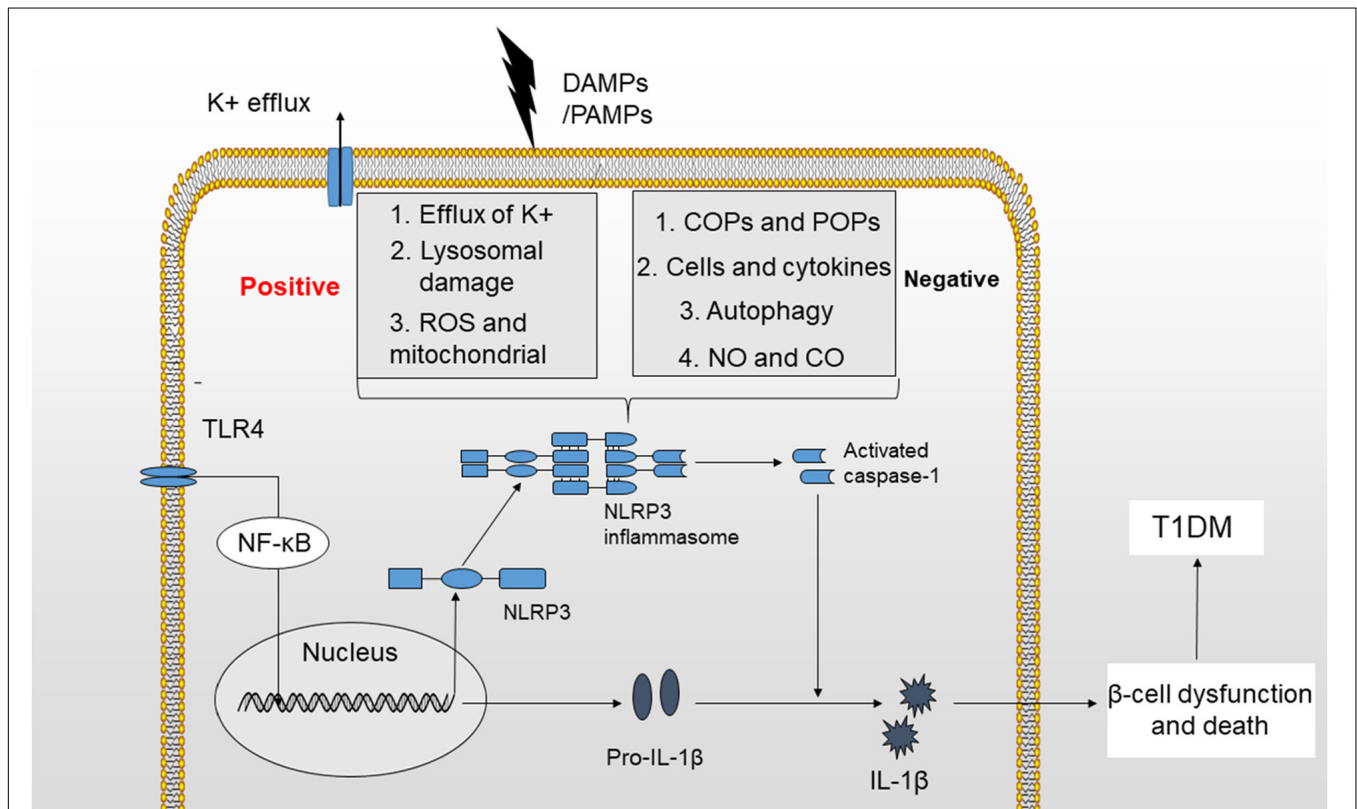 K+ efflux
DAMPs
/PAMPs
Positive
1. Efflux of K+
2. Lysosomal
damage
3. ROS and
mitochondrial
1. COPs and POPs
2. Cells and cytokines
3. Autophagy
4. NO and CO
Negative
TLR4
NF-κB
Nucleus
NLRP3
NLRP3
inflammasome
Activated
caspase-1
Pro-IL-1β
IL-1β
T1DM
β-cell dysfunction
and death